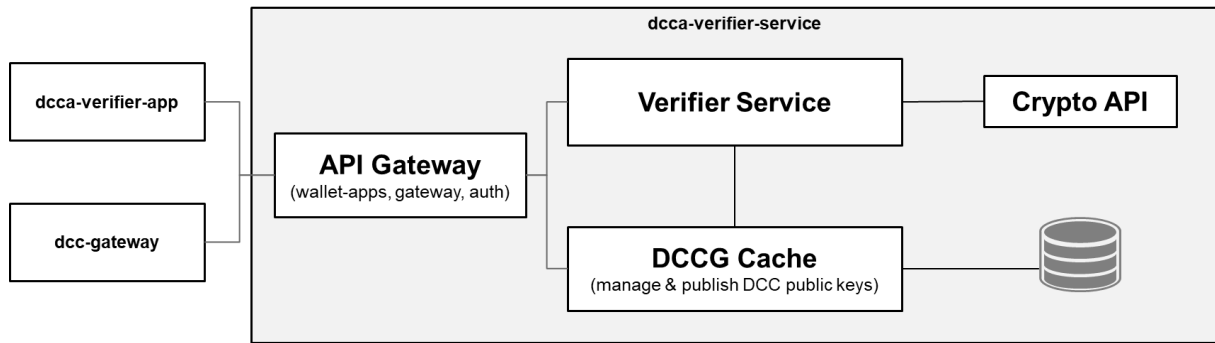 dcca-verifier-service
dcca-verifier-app
dcc-gateway
API Gateway
(wallet-apps, gateway, auth)
Verifier Service
Crypto API
DCCG Cache
(manage & publish DCC public keys)